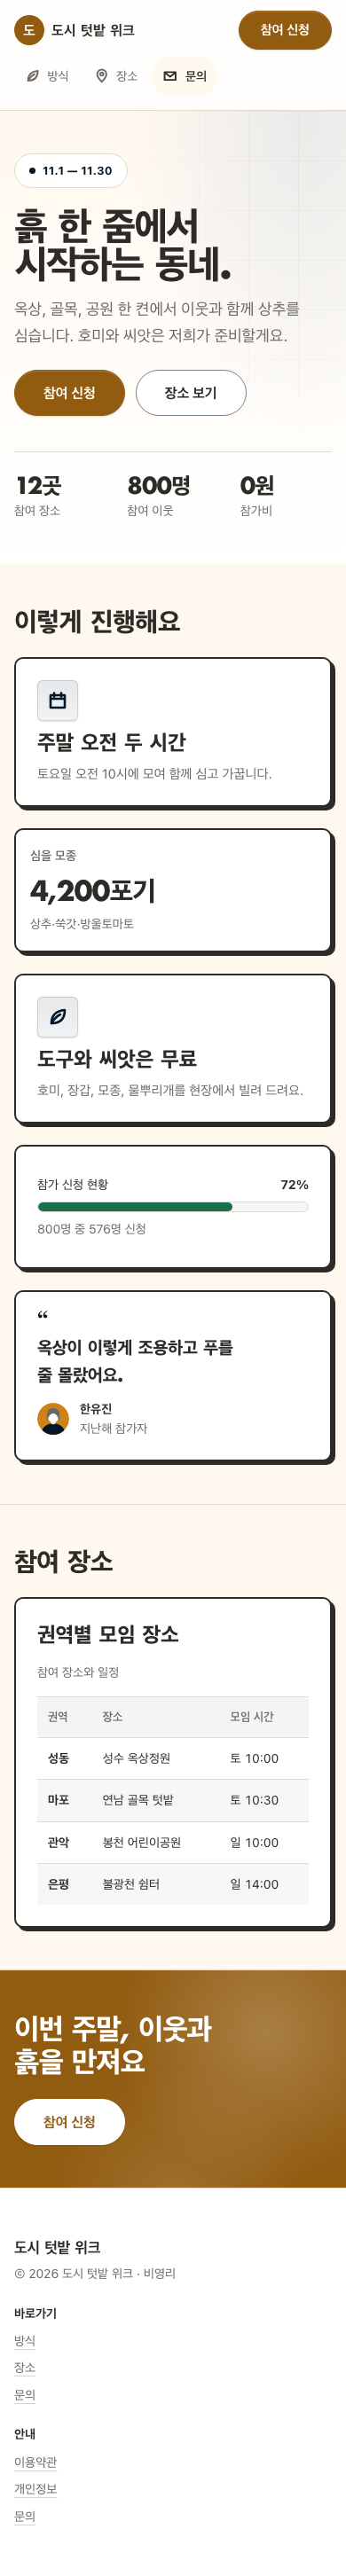 도 도시 텃밭 위크
참여 신청
방식 장소 문의
11.1 — 11.30
흙 한 줌에서
시작하는 동네.
옥상, 골목, 공원 한 켠에서 이웃과 함께 상추를
심습니다. 호미와 씨앗은 저희가 준비할게요.
참여 신청 장소 보기
12곳 800명 0원
참여 장소 참여 이웃 참가비
이렇게 진행해요
주말 오전 두 시간
토요일 오전 10시에 모여 함께 심고 가꿉니다.
심을 모종
4,200포기
상추·쑥갓·방울토마토
도구와 씨앗은 무료
호미, 장갑, 모종, 물뿌리개를 현장에서 빌려 드려요.
참가 신청 현황 72%
800명 중 576명 신청
“
옥상이 이렇게 조용하고 푸를
줄 몰랐어요.
한유진
지난해 참가자
참여 장소
권역별 모임 장소
참여 장소와 일정
권역 장소 모임 시간
성동 성수 옥상정원 토 10:00
마포 연남 골목 텃밭 토 10:30
관악 봉천 어린이공원 일 10:00
은평 불광천 쉼터 일 14:00
이번 주말, 이웃과
흙을 만져요
참여 신청
도시 텃밭 위크
© 2026 도시 텃밭 위크 · 비영리
바로가기
방식
장소
문의
안내
이용약관
개인정보
문의